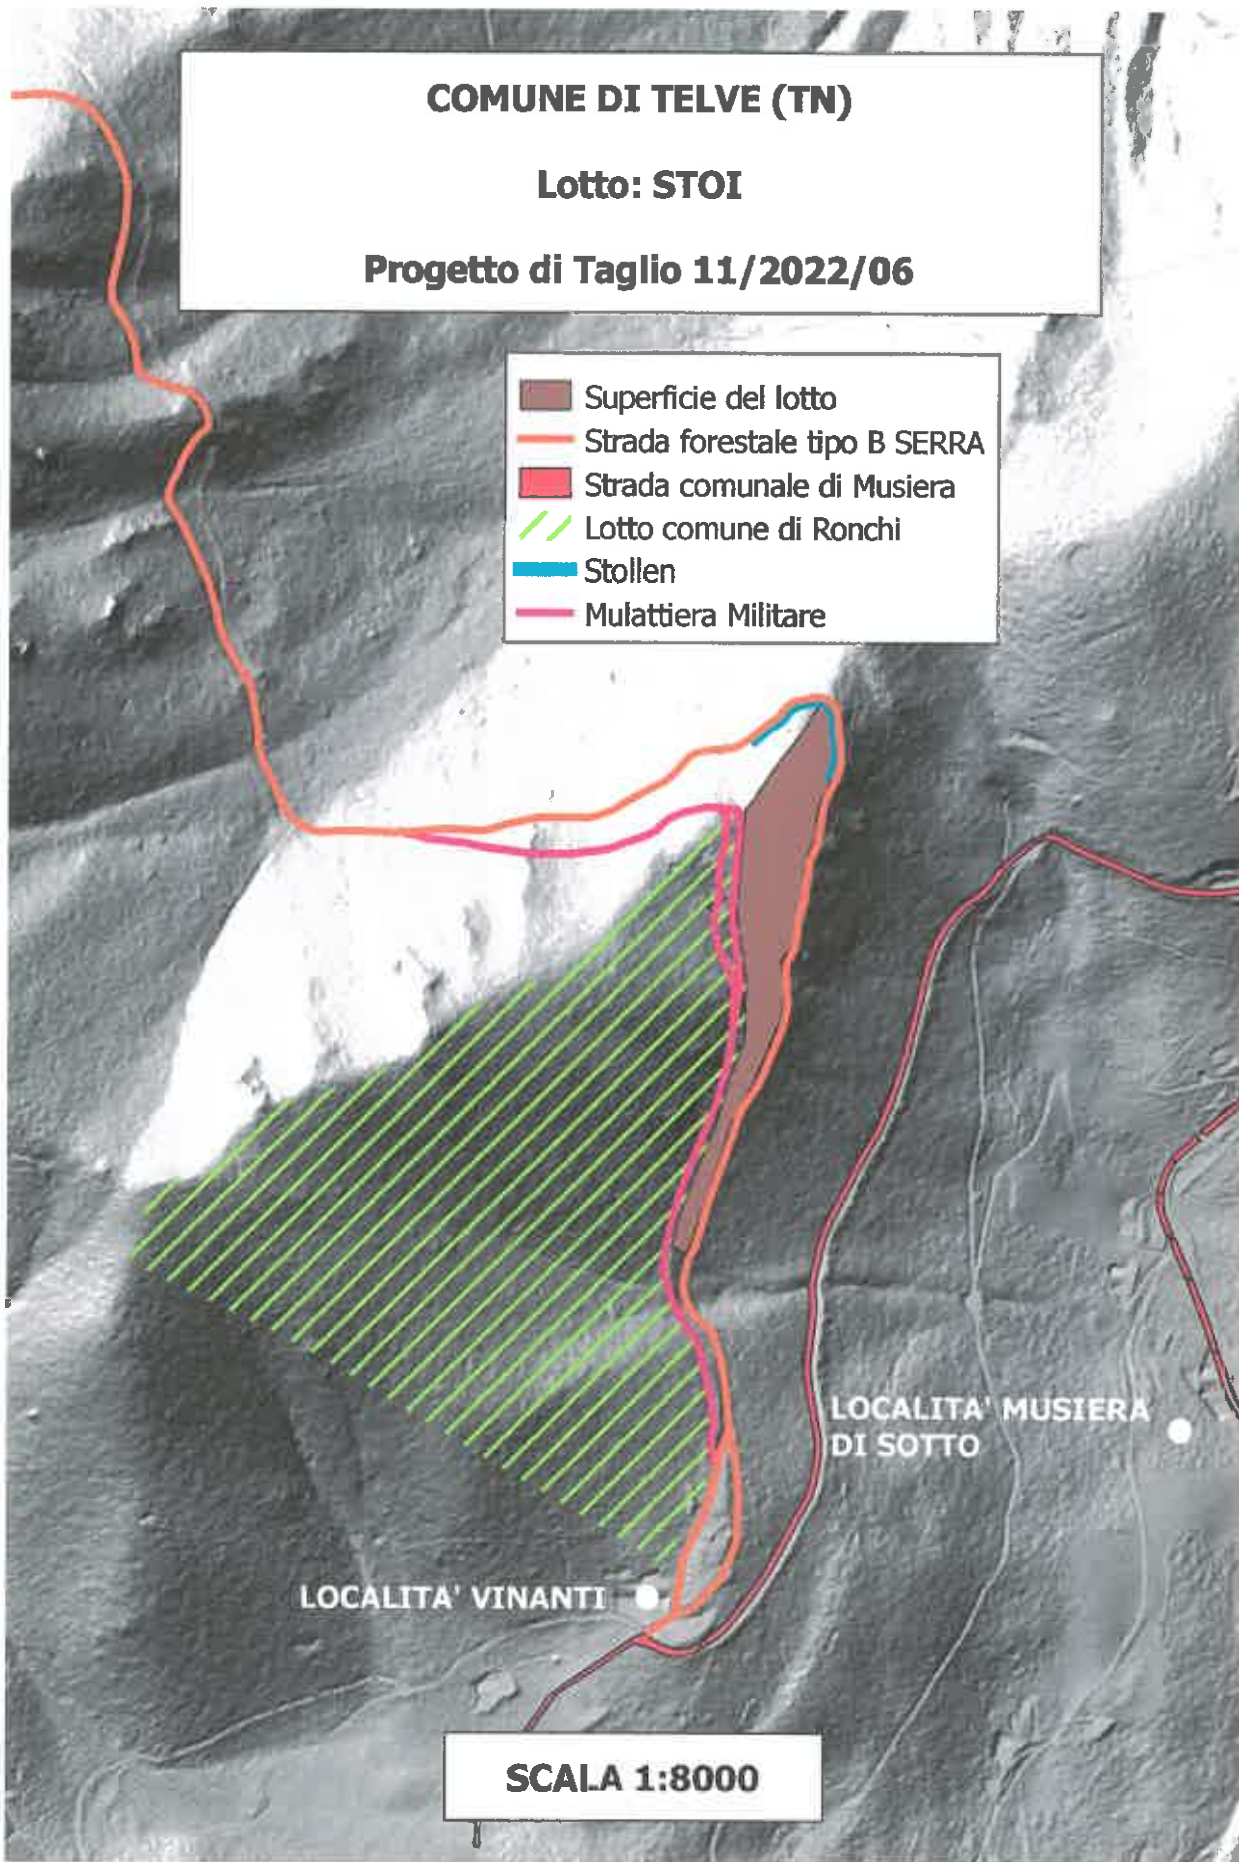 COMUNE DI TELVE (TN)
Lotto: STOI
Progetto di Taglio 11/2022/06
Superficie del lotto
Strada forestale tipo B SERRA
Strada comunale di Musiera
Lotto comune di Ronchi
Stollen
Mulattiera Militare
LOCALITA' MUSIERA
DI SOTTO
LOCALITA' VINANTI
SCALA 1:8000